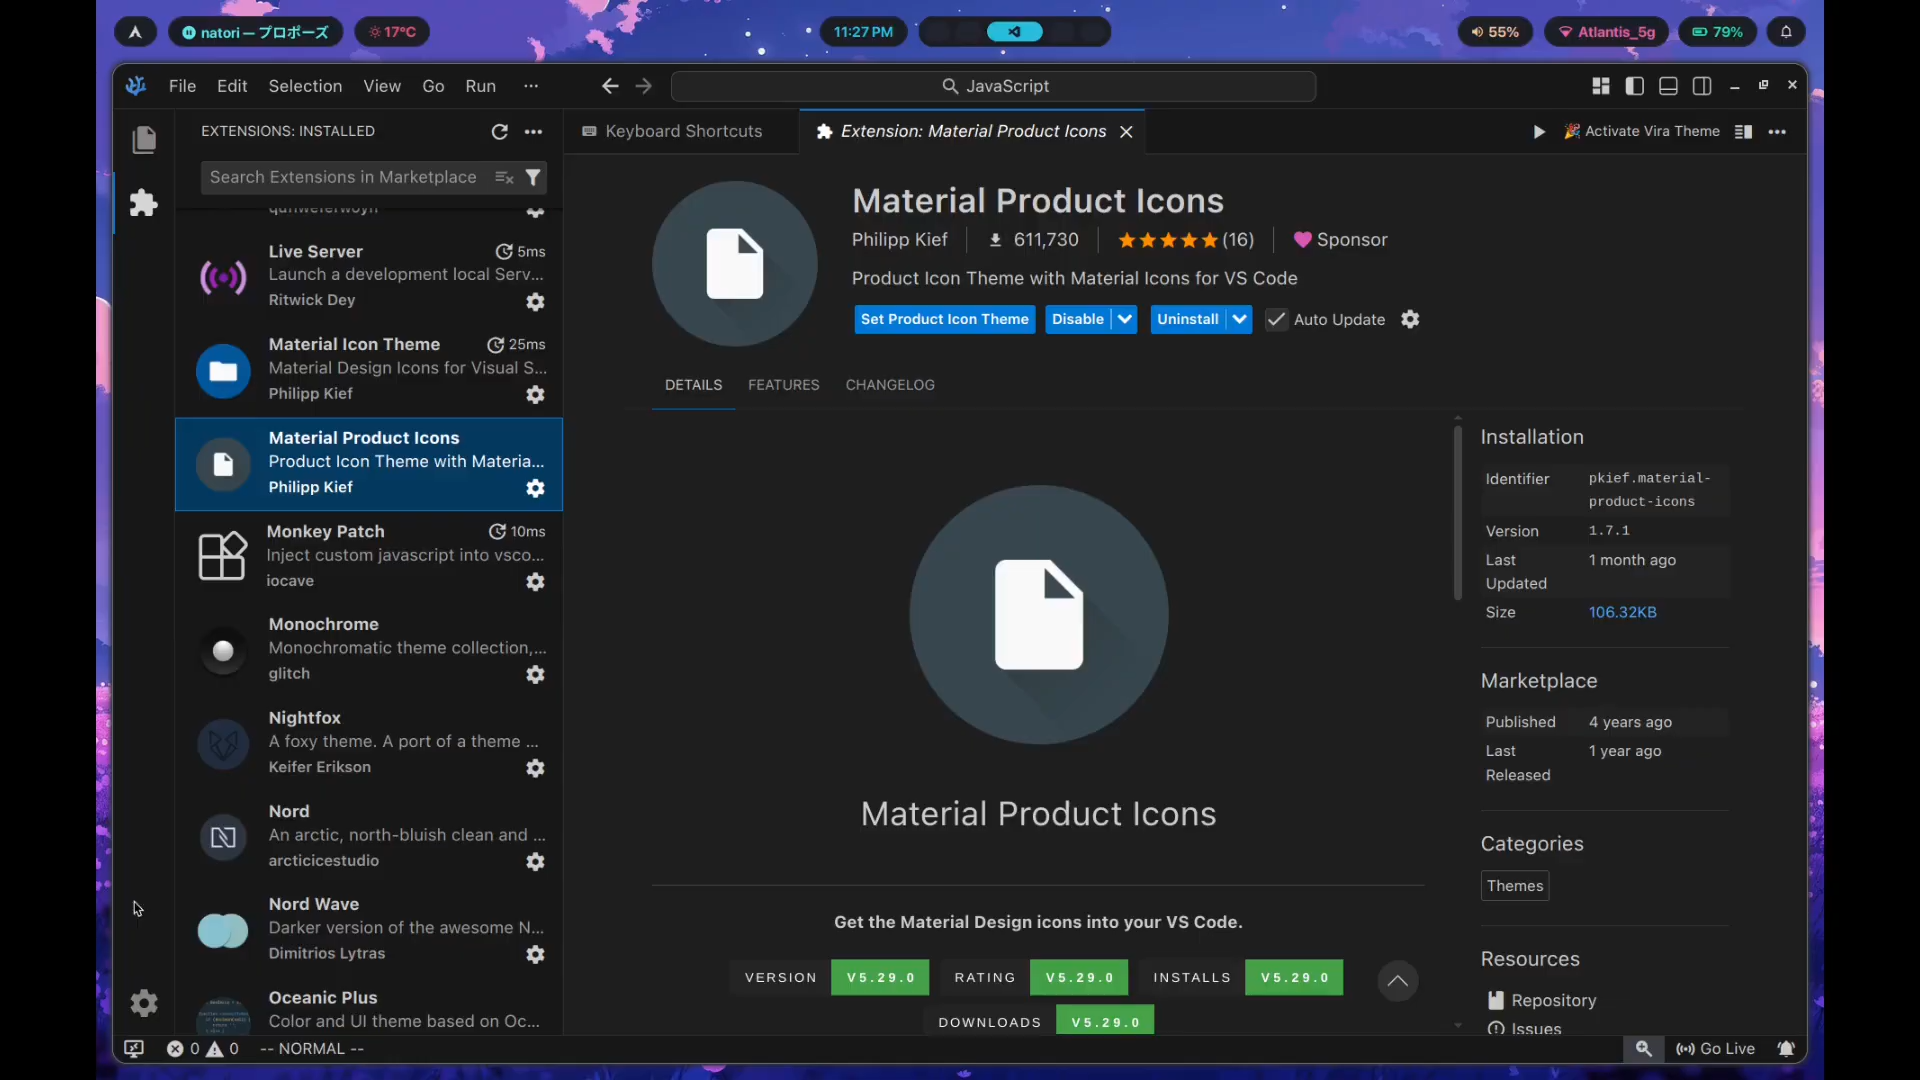 natori — プロポーズ
17°C
11:27 PM
55%
Atlantis_5g
79%
File Edit Selection View Go Run ...
JavaScript
EXTENSIONS: INSTALLED
Search Extensions in Marketplace
Live Server 5ms
Launch a development local Serv...
Ritwick Dey
Material Icon Theme 25ms
Material Design Icons for Visual S...
Philipp Kief
Material Product Icons
Product Icon Theme with Materia...
Philipp Kief
Monkey Patch 10ms
Inject custom javascript into vsco...
iocave
Monochrome
Monochromatic theme collection,...
glitch
Nightfox
A foxy theme. A port of a theme ...
Keifer Erikson
Nord
An arctic, north-bluish clean and ...
arcticicestudio
Nord Wave
Darker version of the awesome N...
Dimitrios Lytras
Oceanic Plus
Color and UI theme based on Oc...
Keyboard Shortcuts
Extension: Material Product Icons
Activate Vira Theme
Material Product Icons
Philipp Kief 611,730 (16) Sponsor
Product Icon Theme with Material Icons for VS Code
Set Product Icon Theme Disable Uninstall Auto Update
DETAILS FEATURES CHANGELOG
Material Product Icons
Get the Material Design icons into your VS Code.
VERSION V5.29.0 RATING V5.29.0 INSTALLS V5.29.0
DOWNLOADS V5.29.0
Installation
Identifier pkief.material-
product-icons
Version 1.7.1
Last 1 month ago
Updated
Size 106.32KB
Marketplace
Published 4 years ago
Last 1 year ago
Released
Categories
Themes
Resources
Repository
Issues
0 0 -- NORMAL --
Go Live